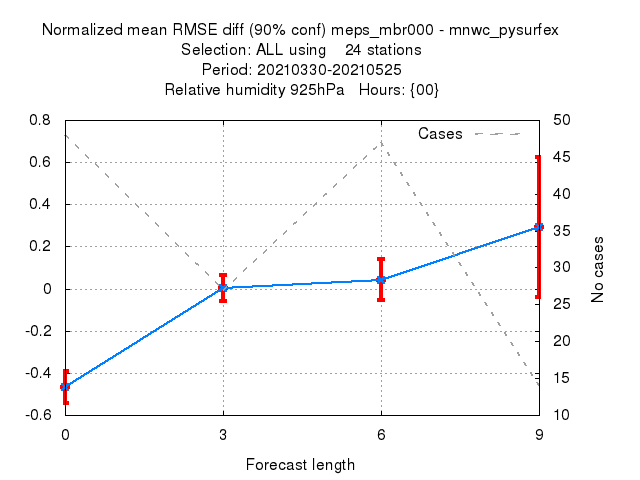 Normalized mean RMSE diff (90% conf) meps_mbr000 - mnwc_pysurfex
Selection: ALL using 24 stations
Period: 20210330-20210525
Relative humidity 925hPa Hours: {00}
Cases
0.8
0.6
0.4
0.2
0
-0.2
-0.4
-0.6
50
45
40
35
30
25
20
15
10
No cases
0 3 6 9
Forecast length